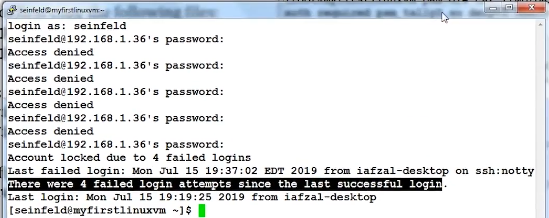 seinfeld@myfirstlinuxvm:~
login as: seinfeld
seinfeld@192.168.1.36's password:
Access denied
seinfeld@192.168.1.36's password:
Access denied
seinfeld@192.168.1.36's password:
Access denied
seinfeld@192.168.1.36's password:
Access denied
seinfeld@192.168.1.36's password:
Account locked due to 4 failed logins
Last failed login: Mon Jul 15 19:37:02 EDT 2019 from iafzal-desktop on ssh:notty
There were 4 failed login attempts since the last successful login.
Last login: Mon Jul 15 19:19:25 2019 from iafzal-desktop
[seinfeld@myfirstlinuxvm ~]$